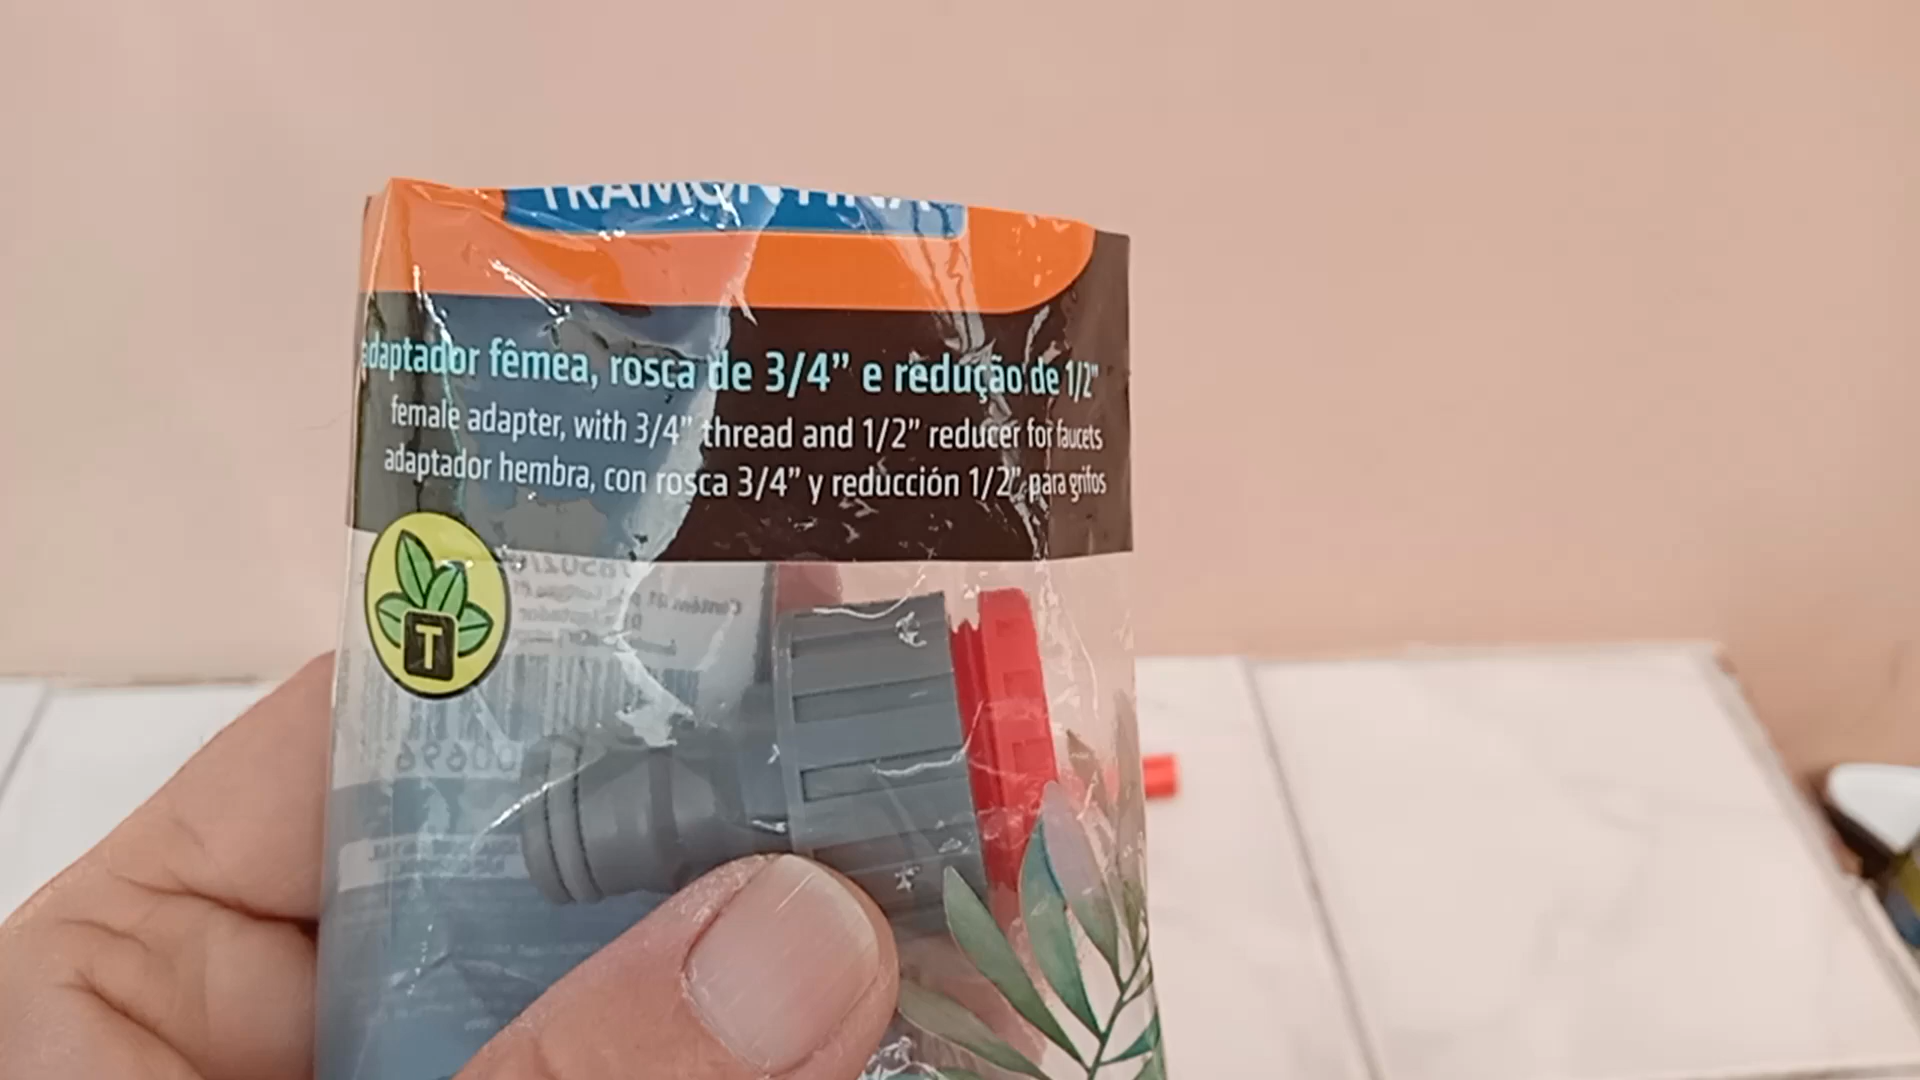 TRAMONTINA
adaptador fêmea, rosca de 3/4” e redução de 1/2"
female adapter, with 3/4” thread and 1/2” reducer for faucets
adaptador hembra, con rosca 3/4” y reducción 1/2”, para grifos
T